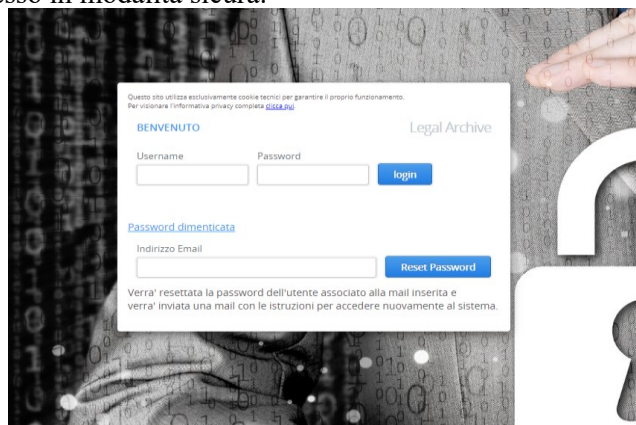 in modalità sicura.
Questo sito utilizza esclusivamente cookie tecnici per garantire il proprio funzionamento.
Per visionare l'informativa privacy completa clicca qui.
BENVENUTO
Legal Archive
Username
Password
login
Password dimenticata
Indirizzo Email
Reset Password
Verra' resettata la password dell'utente associato alla mail inserita e
verra' inviata una mail con le istruzioni per accedere nuovamente al sistema.